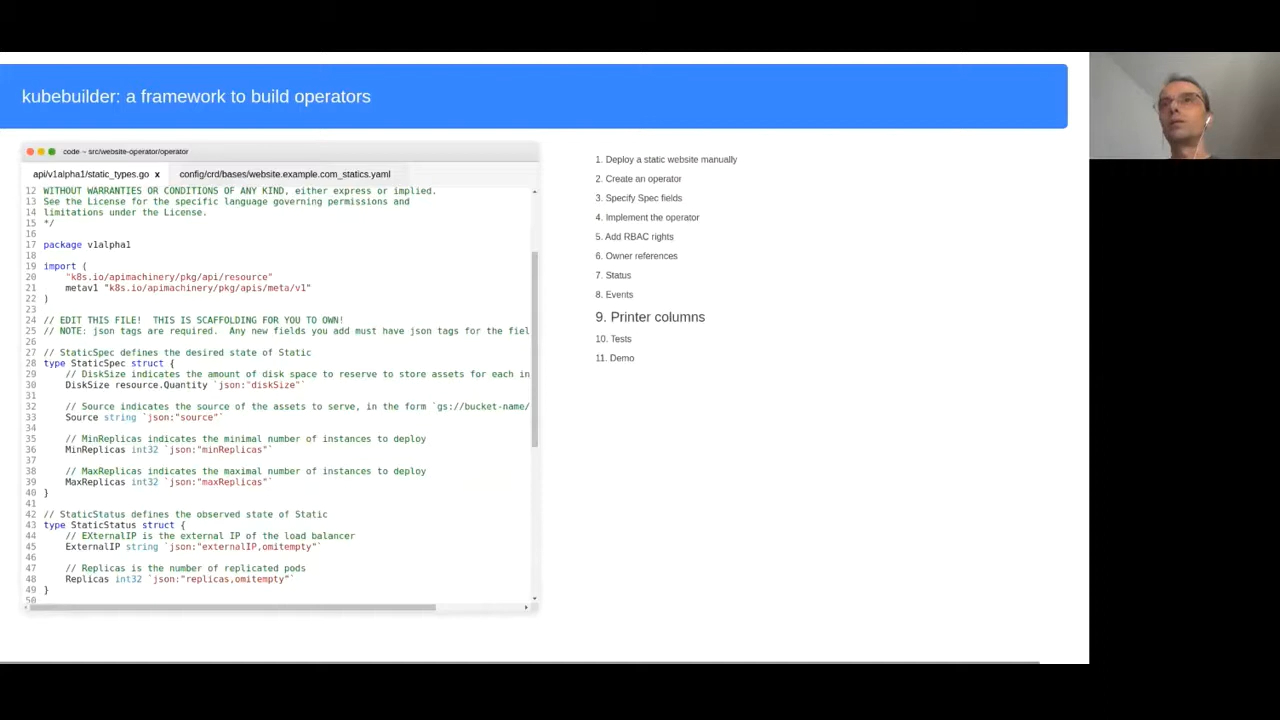 kubebuilder: a framework to build operators
code ~ src/website-operator/operator
api/v1alpha1/static_types.go x config/crd/bases/website.example.com_statics.yaml
12 WITHOUT WARRANTIES OR CONDITIONS OF ANY KIND, either express or implied.
13 See the License for the specific language governing permissions and
14 limitations under the License.
15 */
16
17 package v1alpha1
18
19 import (
20 "k8s.io/apimachinery/pkg/api/resource"
21 metav1 "k8s.io/apimachinery/pkg/apis/meta/v1"
22 )
23
24 // EDIT THIS FILE!  THIS IS SCAFFOLDING FOR YOU TO OWN!
25 // NOTE: json tags are required.  Any new fields you add must have json tags for the fiel
26
27 // StaticSpec defines the desired state of Static
28 type StaticSpec struct {
29 // DiskSize indicates the amount of disk space to reserve to store assets for each in
30 DiskSize resource.Quantity `json:"diskSize"`
31
32 // Source indicates the source of the assets to serve, in the form `gs://bucket-name/
33 Source string `json:"source"`
34
35 // MinReplicas indicates the minimal number of instances to deploy
36 MinReplicas int32 `json:"minReplicas"`
37
38 // MaxReplicas indicates the maximal number of instances to deploy
39 MaxReplicas int32 `json:"maxReplicas"`
40 }
41
42 // StaticStatus defines the observed state of Static
43 type StaticStatus struct {
44 // EXternalIP is the external IP of the load balancer
45 ExternalIP string `json:"externalIP,omitempty"`
46
47 // Replicas is the number of replicated pods
48 Replicas int32 `json:"replicas,omitempty"`
49 }
50
1. Deploy a static website manually
2. Create an operator
3. Specify Spec fields
4. Implement the operator
5. Add RBAC rights
6. Owner references
7. Status
8. Events
9. Printer columns
10. Tests
11. Demo